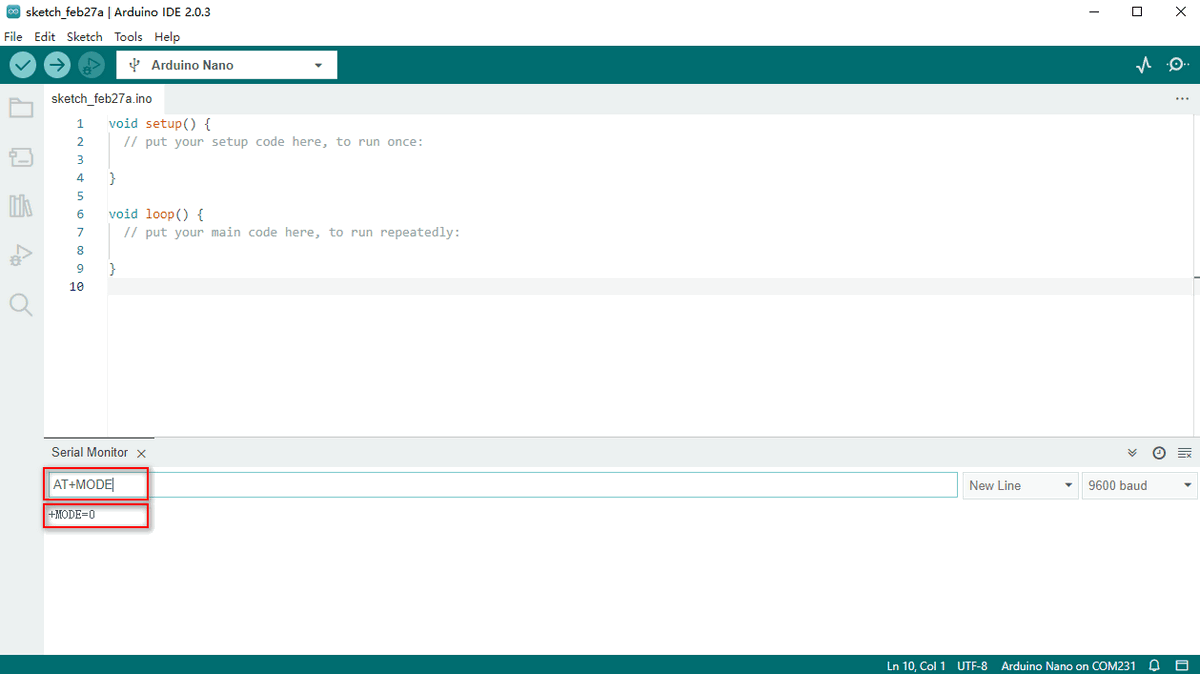 sketch_feb27a | Arduino IDE 2.0.3
File Edit Sketch Tools Help
Arduino Nano
sketch_feb27a.ino
1 void setup() {
2 // put your setup code here, to run once:
3
4 }
5
6 void loop() {
7 // put your main code here, to run repeatedly:
8
9 }
10
Serial Monitor
AT+MODE New Line 9600 baud
+MODE=0
Ln 10, Col 1 UTF-8 Arduino Nano on COM231